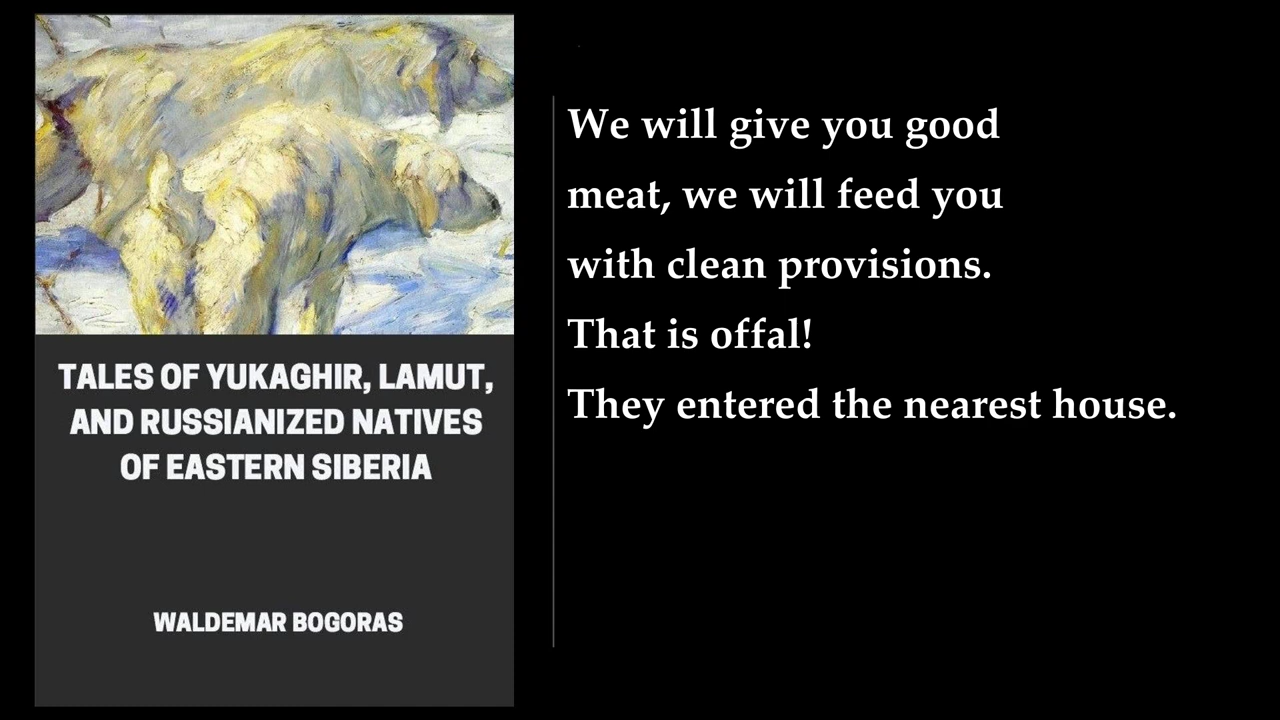 TALES OF YUKAGHIR, LAMUT,
AND RUSSIANIZED NATIVES
OF EASTERN SIBERIA
WALDEMAR BOGORAS
We will give you good
meat, we will feed you
with clean provisions.
That is offal!
They entered the nearest house.